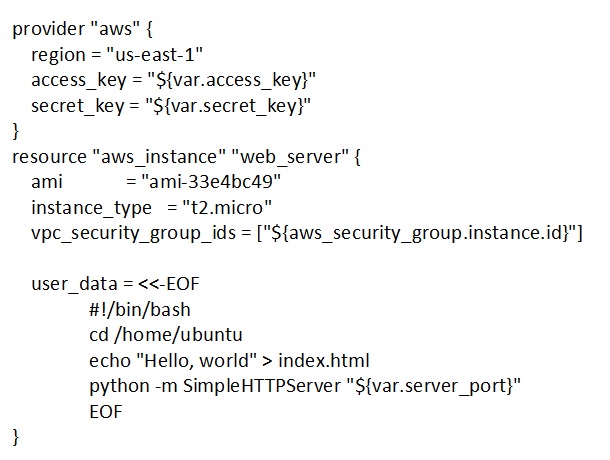 provider "aws" {
region = "us-east-1"
access_key = "${var.access_key}"
secret_key = "${var.secret_key}"
}
resource "aws_instance" "web_server" {
ami = "ami-33e4bc49"
instance_type = "t2.micro"
vpc_security_group_ids = ["${aws_security_group.instance.id}"]
user_data = <<-EOF
#!/bin/bash
cd /home/ubuntu
echo "Hello, world" > index.html
python -m SimpleHTTPServer "${var.server_port}"
EOF
}